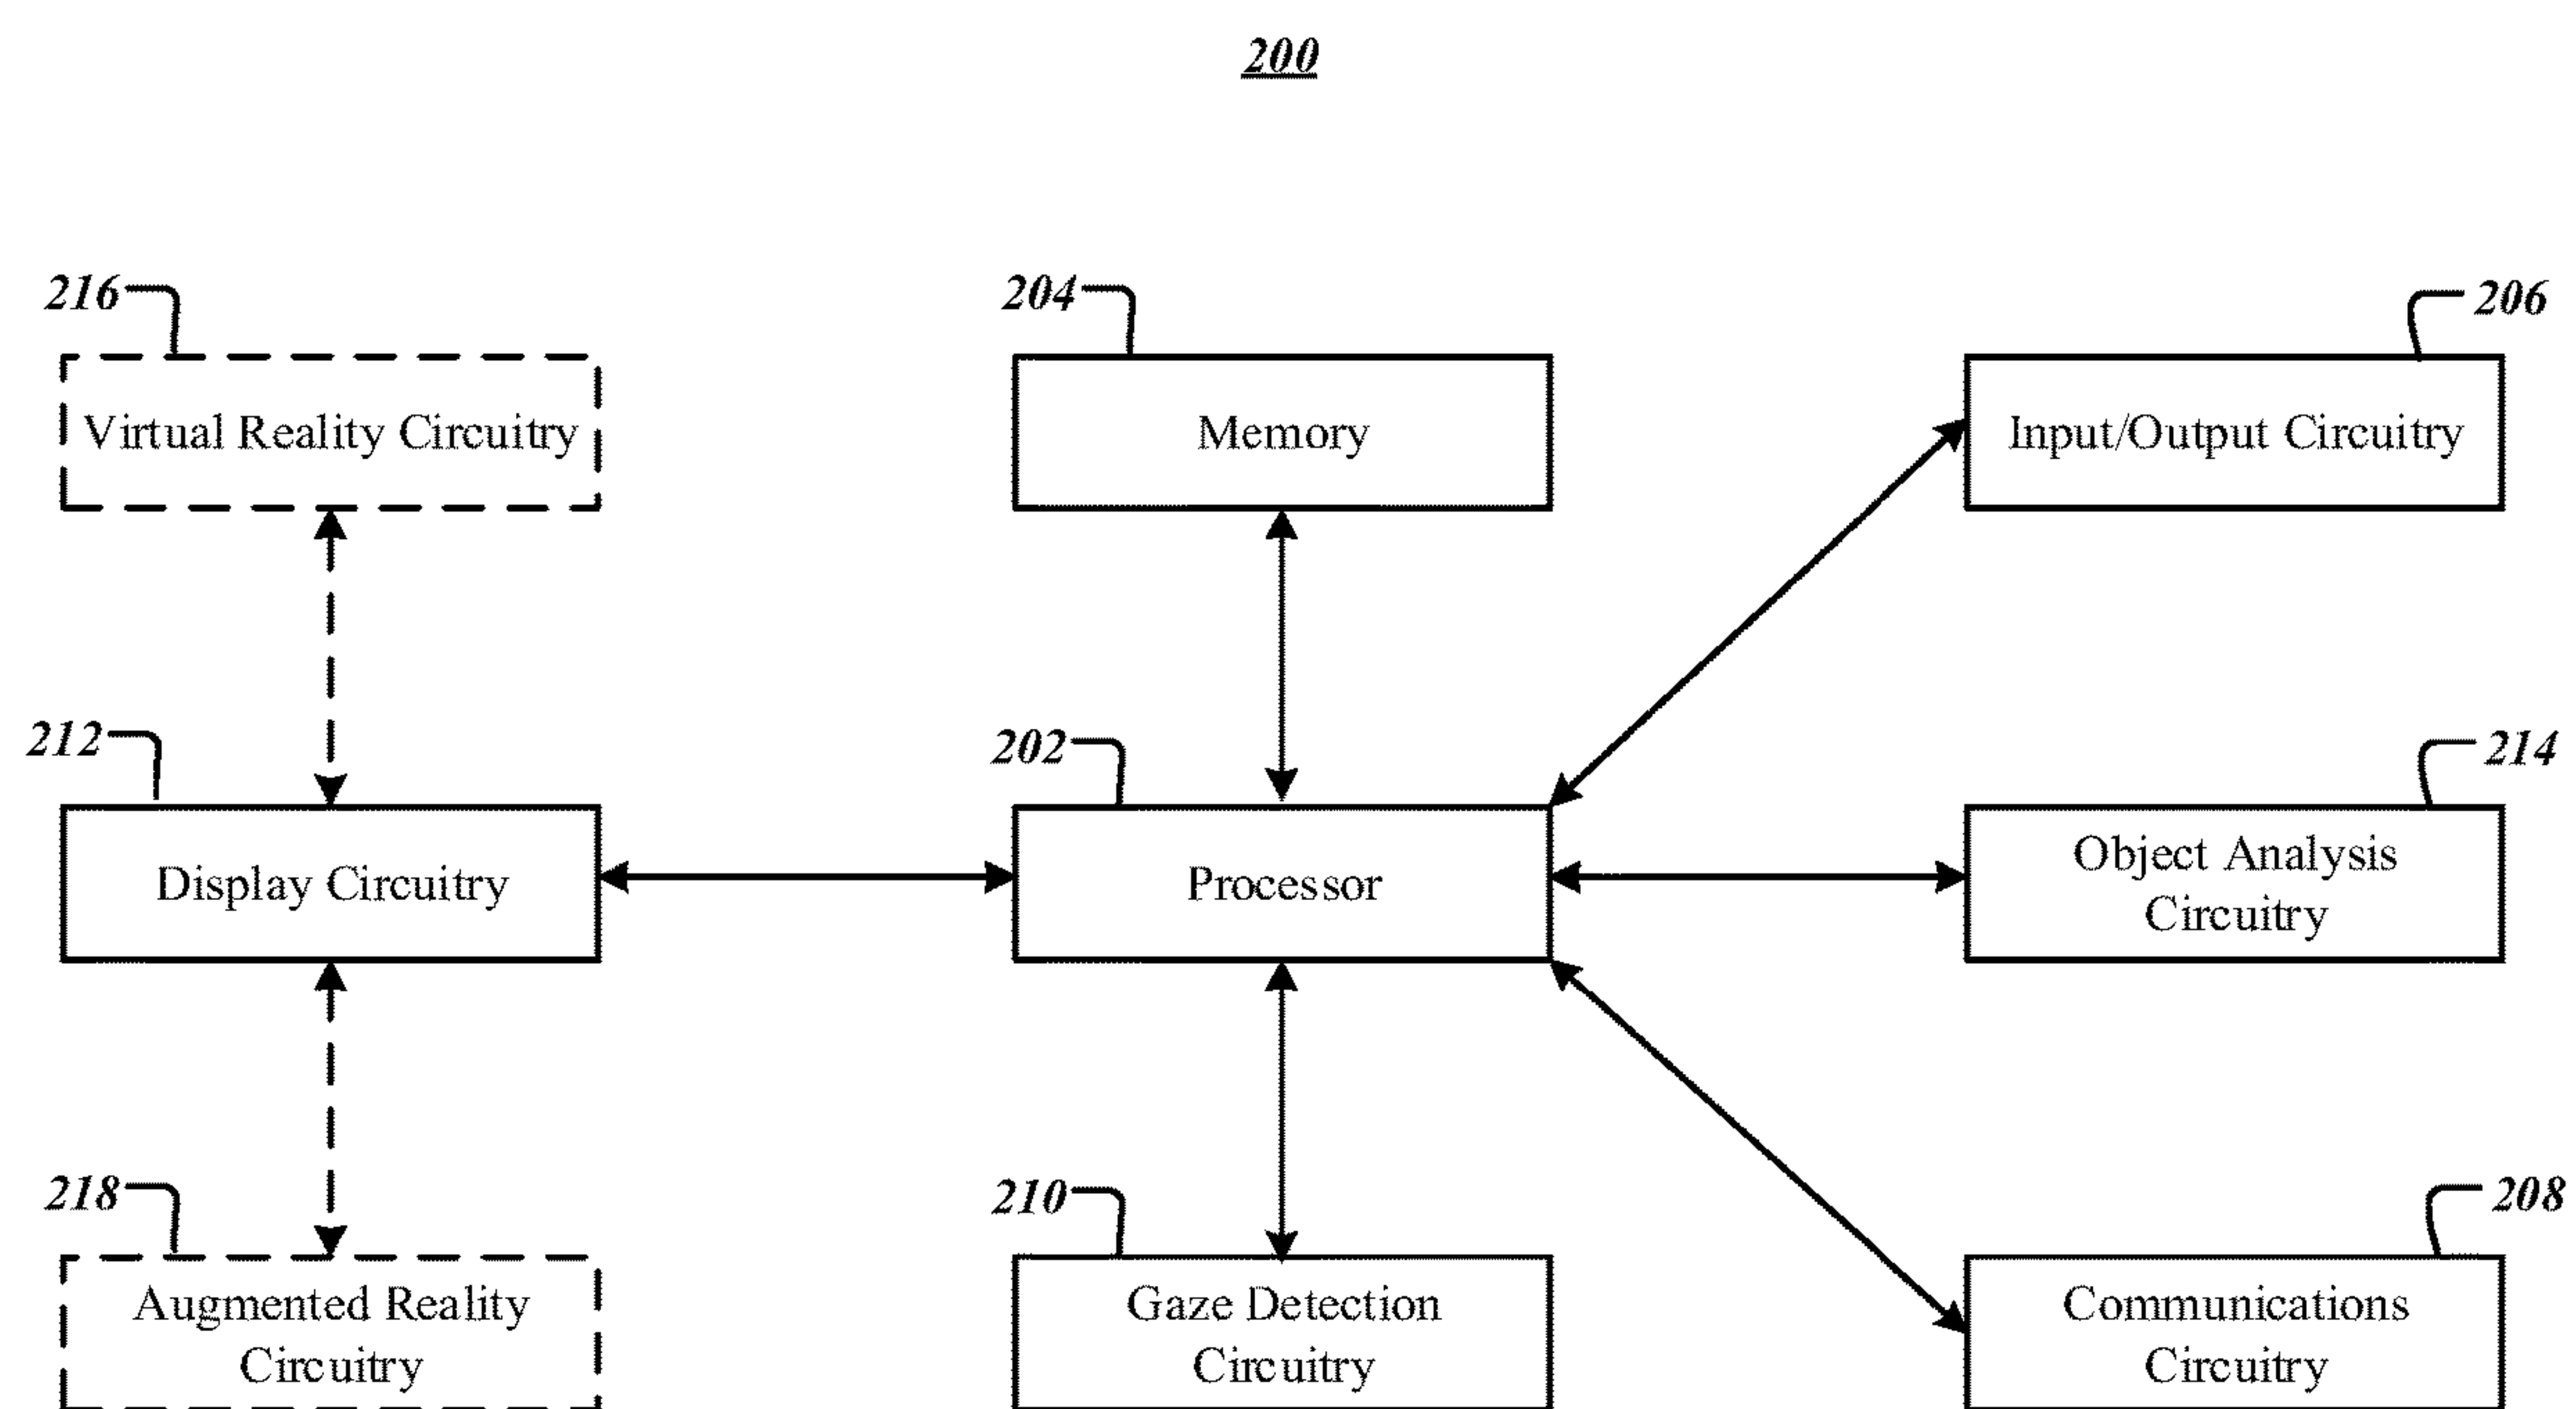 200
216
204
206
Virtual Reality Circuitry
Memory
Input/Output Circuitry
212
202
214
Display Circuitry
Processor
Object Analysis
Circuitry
218
210
208
Augmented Reality
Circuitry
Gaze Detection
Circuitry
Communications
Circuitry